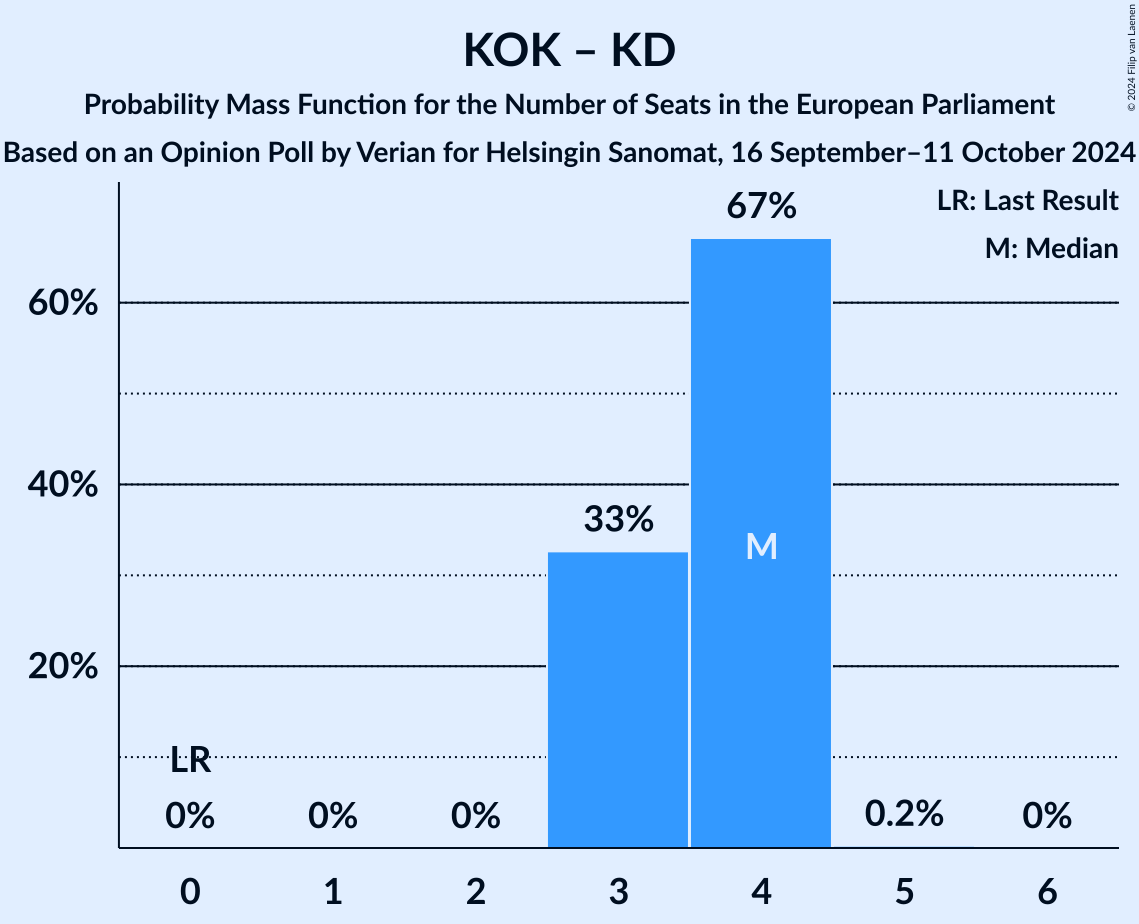 KOK – KD
Probability Mass Function for the Number of Seats in the European Parliament
Based on an Opinion Poll by Verian for Helsingin Sanomat, 16 September–11 October 2024
© 2024 Filip van Laenen
LR: Last Result
M: Median
67%
60%
40%
33%
M
20%
LR
0%
0%
0%
0.2%
0%
0
1
2
3
4
5
6